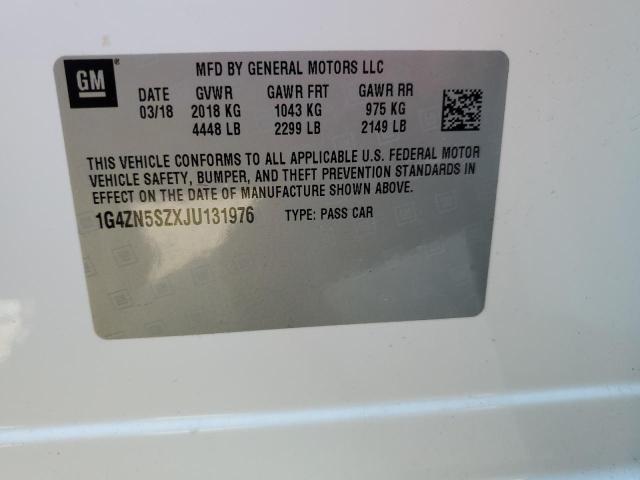 GM ®
MFD BY GENERAL MOTORS LLC
DATE GVWR GAWR FRT GAWR RR
03/18 2018 KG 1043 KG 975 KG
4448 LB 2299 LB 2149 LB
THIS VEHICLE CONFORMS TO ALL APPLICABLE U.S. FEDERAL MOTOR
VEHICLE SAFETY, BUMPER, AND THEFT PREVENTION STANDARDS IN
EFFECT ON THE DATE OF MANUFACTURE SHOWN ABOVE.
1G4ZN5SZXJU131976 TYPE: PASS CAR